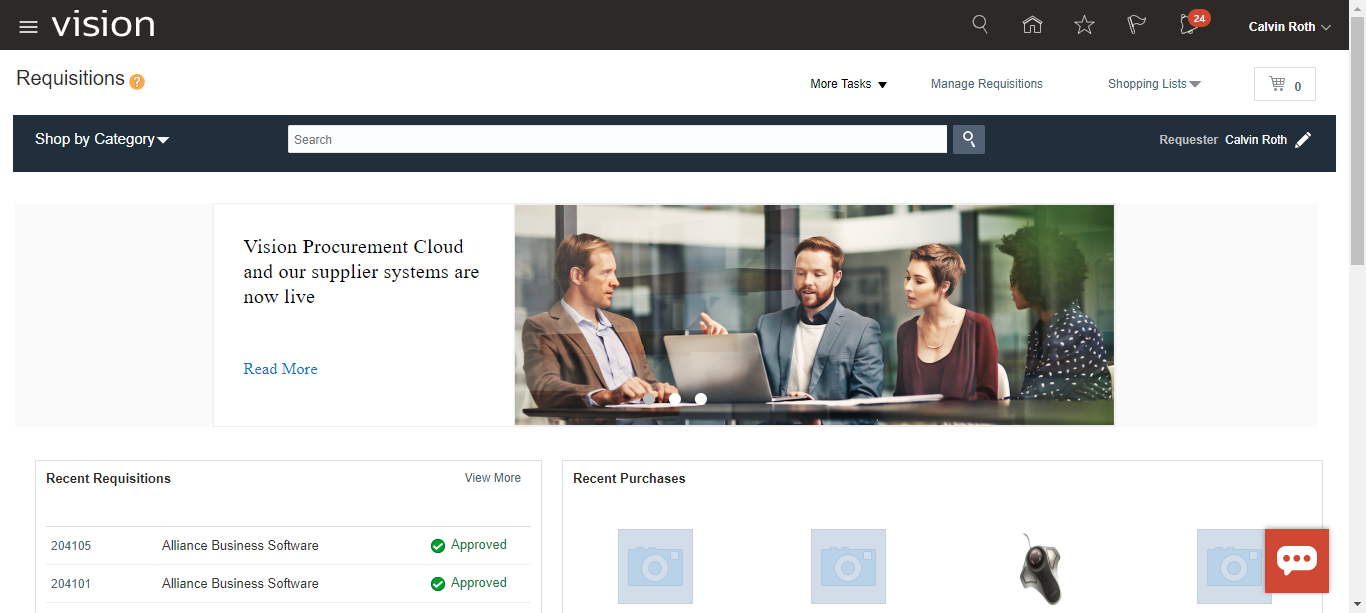 vision
24
Calvin Roth
Requisitions ?
More Tasks
Manage Requisitions
Shopping Lists
0
Shop by Category
Search
Requester Calvin Roth
Vision Procurement Cloud
and our supplier systems are
now live
Read More
Recent Requisitions
View More
204105 Alliance Business Software Approved
204101 Alliance Business Software Approved
Recent Purchases